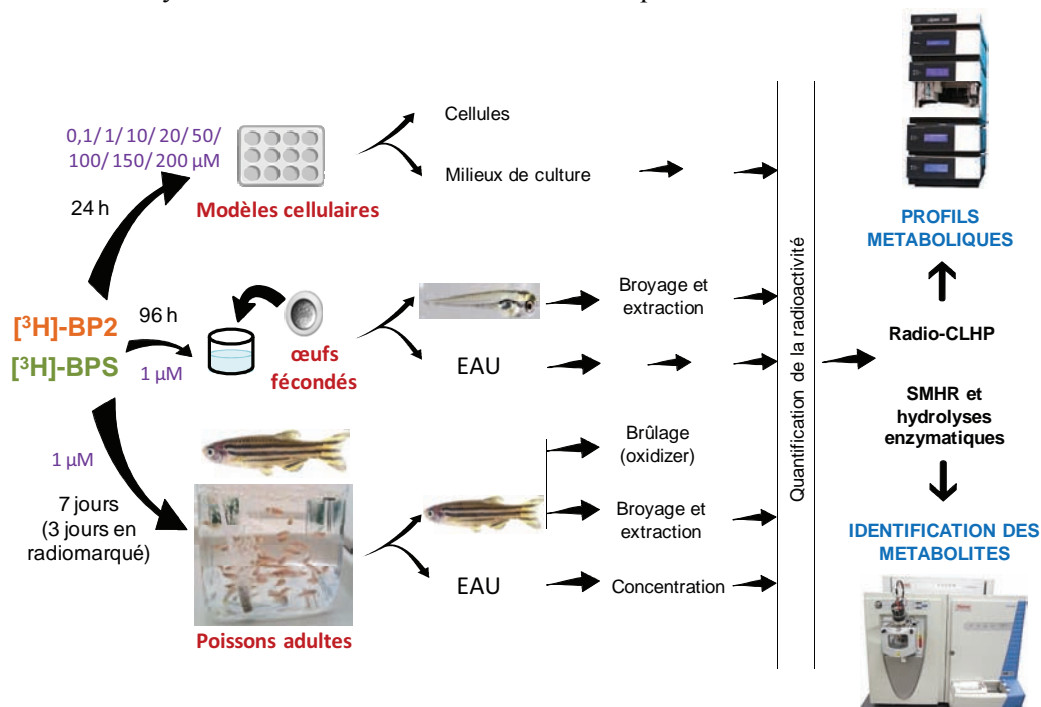 0,1/ 1/ 10/ 20/ 50/
100/ 150/ 200 µM
24 h
Modèles cellulaires
Cellules
Milieux de culture
[³H]-BP2
[³H]-BPS
96 h
1 µM
œufs
fécondés
Broyage et
extraction
EAU
1 µM
7 jours
(3 jours en
radiomarqué)
Poissons adultes
Brûlage
(oxidizer)
Broyage et
extraction
EAU
Concentration
Quantification de la radioactivité
PROFILS
METABOLIQUES
Radio-CLHP
SMHR et
hydrolyses
enzymatiques
IDENTIFICATION DES
METABOLITES